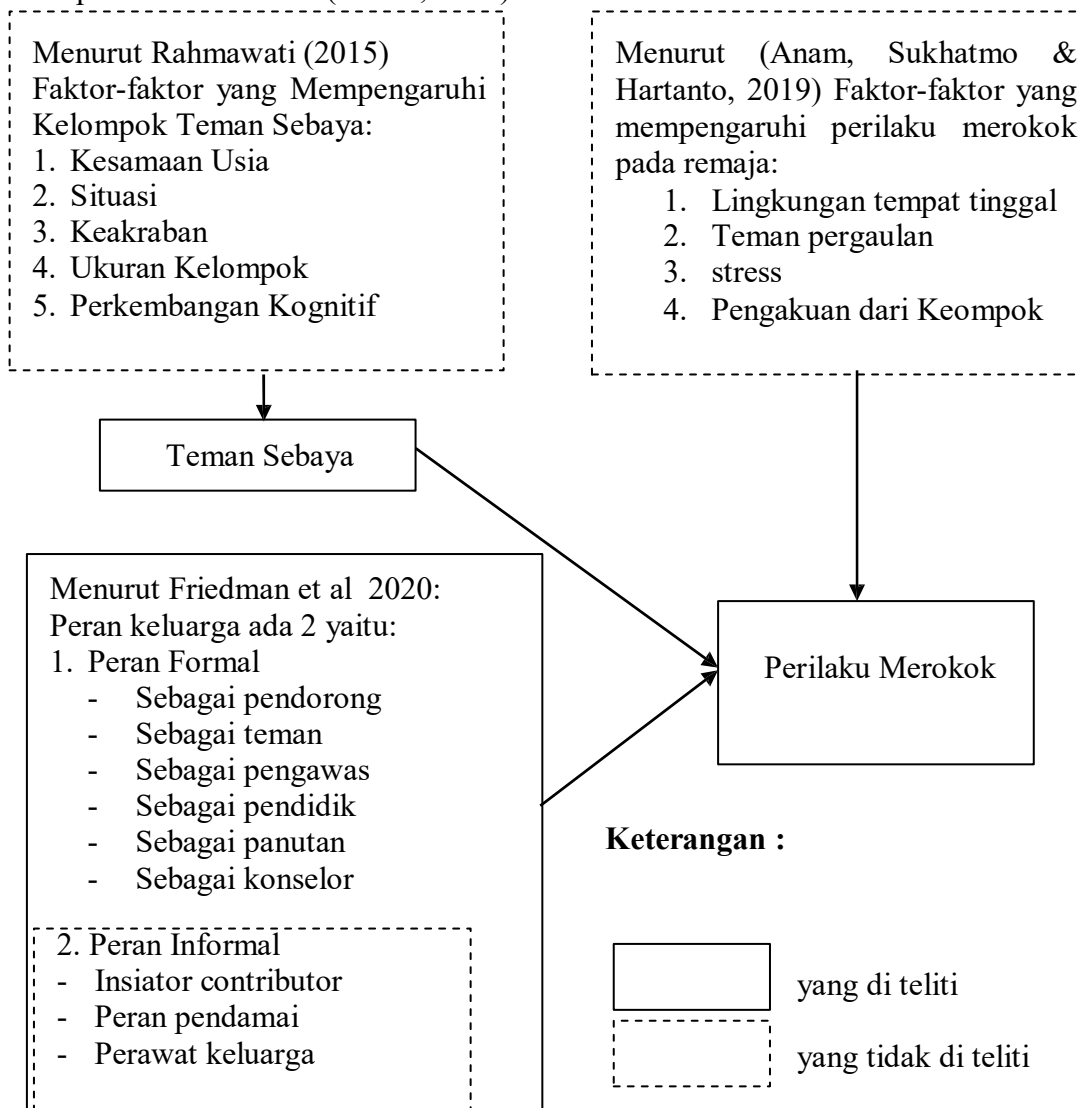 Menurut Rahmawati (2015)
Faktor-faktor yang Mempengaruhi
Kelompok Teman Sebaya:
1. Kesamaan Usia
2. Situasi
3. Keakraban
4. Ukuran Kelompok
5. Perkembangan Kognitif
Menurut (Anam, Sukhatmo &
Hartanto, 2019) Faktor-faktor yang
mempengaruhi perilaku merokok
pada remaja:
1. Lingkungan tempat tinggal
2. Teman pergaulan
3. stress
4. Pengakuan dari Keompok
Teman Sebaya
Menurut Friedman et al 2020:
Peran keluarga ada 2 yaitu:
1. Peran Formal
- Sebagai pendorong
- Sebagai teman
- Sebagai pengawas
- Sebagai pendidik
- Sebagai panutan
- Sebagai konselor
2. Peran Informal
- Insiator contributor
- Peran pendamai
- Perawat keluarga
Perilaku Merokok
Keterangan :
yang di teliti
yang tidak di teliti